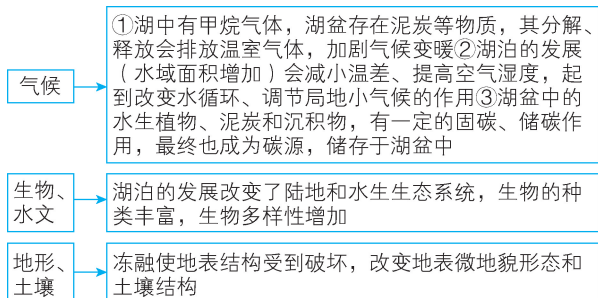 ①湖中有甲烷气体，湖盆存在泥炭等物质，其分解、
释放会排放温室气体，加剧气候变暖②湖泊的发展
（水域面积增加）会减小温差、提高空气湿度，起
到改变水循环、调节局地小气候的作用③湖盆中的
水生植物、泥炭和沉积物，有一定的固碳、储碳作
用，最终也成为碳源，储存于湖盆中
气候
生物、
水文
湖泊的发展改变了陆地和水生生态系统，生物的种
类丰富，生物多样性增加
地形、
土壤
冻融使地表结构受到破坏，改变地表微地貌形态和
土壤结构